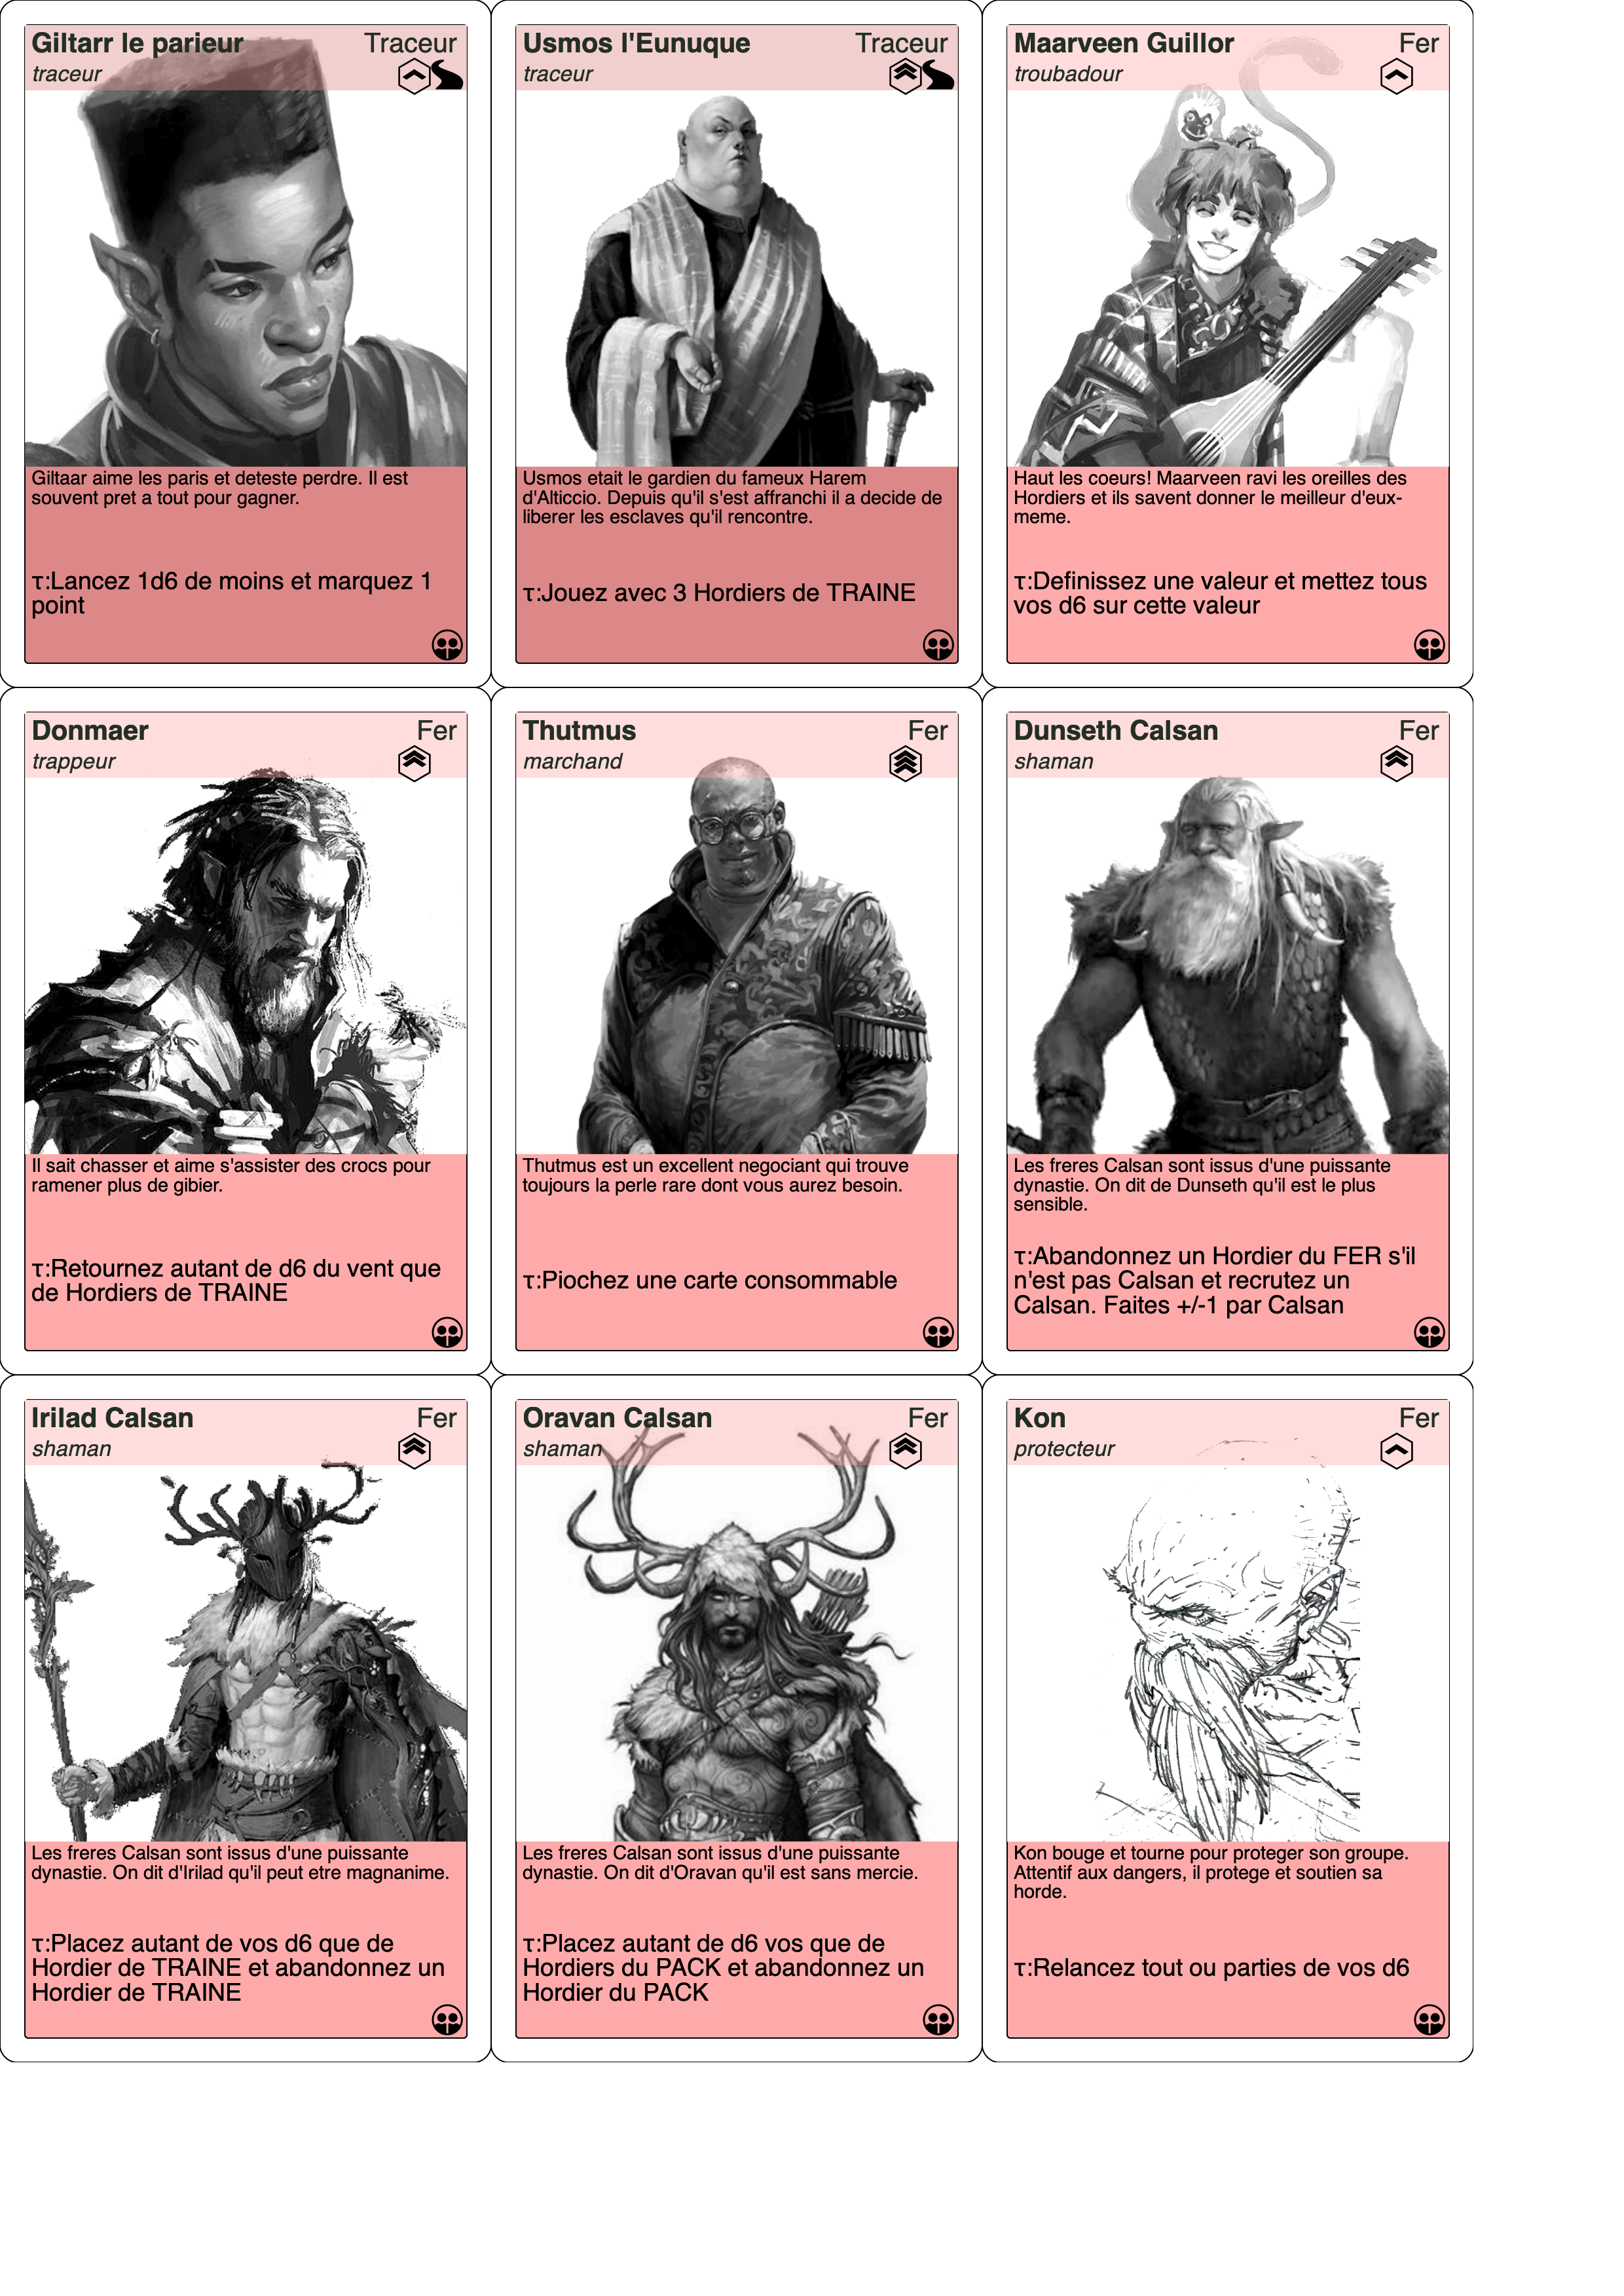 Giltarr le parieur
Traceur
traceur
Giltaar aime les paris et deteste perdre. Il est
souvent pret a tout pour gagner.
τ:Lancez 1d6 de moins et marquez 1
point
Usmos l'Eunuque
Traceur
traceur
Usmos etait le gardien du fameux Harem
d'Alticcio. Depuis qu'il s'est affranchi il a decide de
liberer les esclaves qu'il rencontre.
τ:Jouez avec 3 Hordiers de TRAINE
Maarveen Guillor
Fer
troubadour
Haut les coeurs! Maarveen ravi les oreilles des
Hordiers et ils savent donner le meilleur d'eux-
meme.
τ:Definissez une valeur et mettez tous
vos d6 sur cette valeur
Donmaer
Fer
trappeur
Il sait chasser et aime s'assister des crocs pour
ramener plus de gibier.
τ:Retournez autant de d6 du vent que
de Hordiers de TRAINE
Thutmus
Fer
marchand
Thutmus est un excellent negociant qui trouve
toujours la perle rare dont vous aurez besoin.
τ:Piochez une carte consommable
Dunseth Calsan
Fer
shaman
Les freres Calsan sont issus d'une puissante
dynastie. On dit de Dunseth qu'il est le plus
sensible.
τ:Abandonnez un Hordier du FER s'il
n'est pas Calsan et recrutez un
Calsan. Faites +/-1 par Calsan
Irilad Calsan
Fer
shaman
Les freres Calsan sont issus d'une puissante
dynastie. On dit d'Irilad qu'il peut etre magnanime.
τ:Placez autant de vos d6 que de
Hordier de TRAINE et abandonnez un
Hordier de TRAINE
Oravan Calsan
Fer
shaman
Les freres Calsan sont issus d'une puissante
dynastie. On dit d'Oravan qu'il est sans mercie.
τ:Placez autant de d6 vos que de
Hordiers du PACK et abandonnez un
Hordier du PACK
Kon
Fer
protecteur
Kon bouge et tourne pour proteger son groupe.
Attentif aux dangers, il protege et soutien sa
horde.
τ:Relancez tout ou parties de vos d6